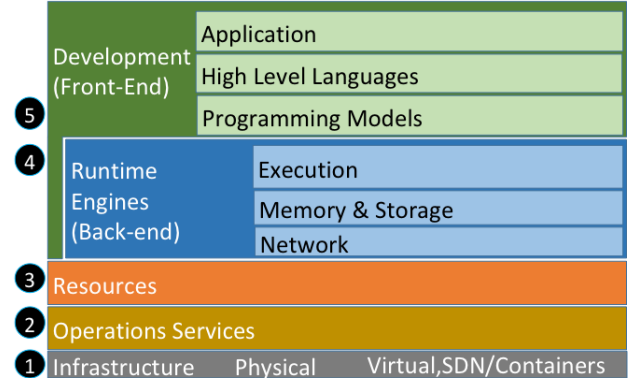 Development
(Front-End)
Application
High Level Languages
5
Programming Models
4
Runtime
Engines
(Back-end)
Execution
Memory & Storage
Network
3
Resources
2
Operations Services
1
Infrastructure Physical Virtual,SDN/Containers